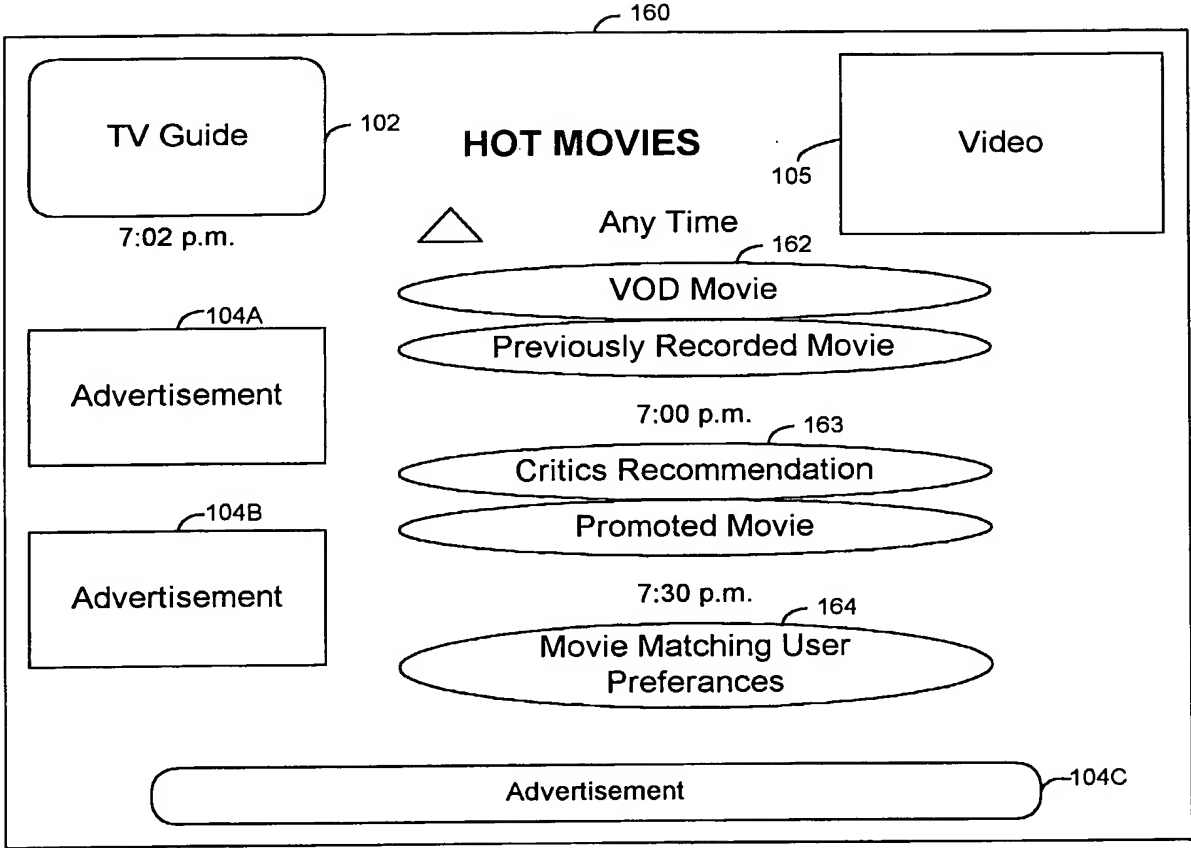 160
TV Guide
102
HOT MOVIES
Video
105
7:02 p.m.
Any Time
162
VOD Movie
Previously Recorded Movie
104A
Advertisement
7:00 p.m.
163
Critics Recommendation
Promoted Movie
104B
Advertisement
7:30 p.m.
164
Movie Matching User
Preferances
Advertisement
104C